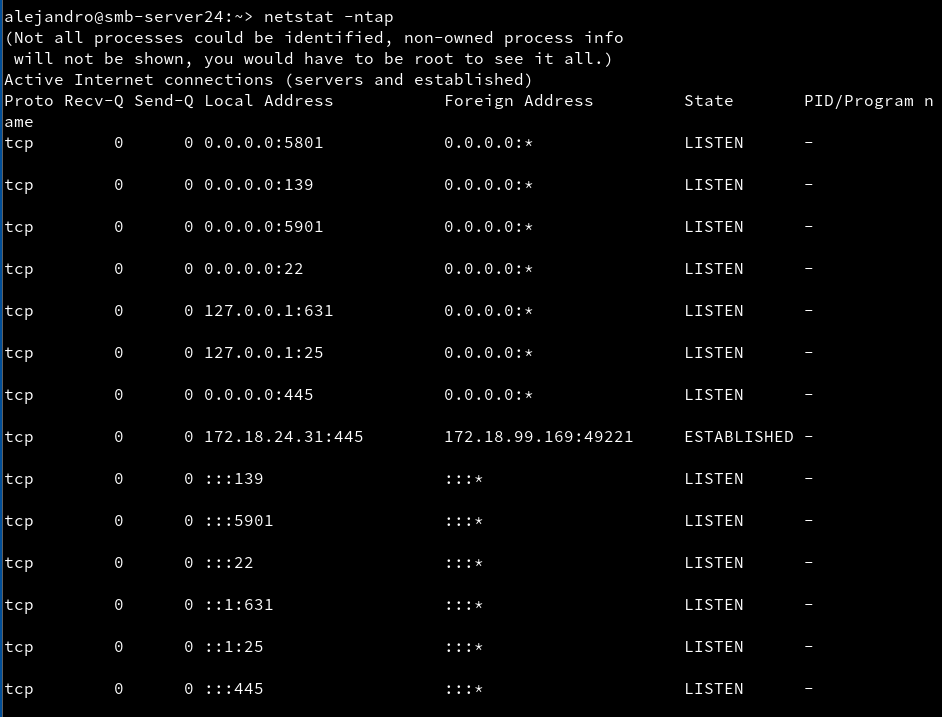 alejandro@smb-server24:~> netstat -ntap
(Not all processes could be identified, non-owned process info
 will not be shown, you would have to be root to see it all.)
Active Internet connections (servers and established)
Proto Recv-Q Send-Q Local Address           Foreign Address         State       PID/Program n
ame
tcp        0      0 0.0.0.0:5801            0.0.0.0:*               LISTEN      -
tcp        0      0 0.0.0.0:139             0.0.0.0:*               LISTEN      -
tcp        0      0 0.0.0.0:5901            0.0.0.0:*               LISTEN      -
tcp        0      0 0.0.0.0:22              0.0.0.0:*               LISTEN      -
tcp        0      0 127.0.0.1:631           0.0.0.0:*               LISTEN      -
tcp        0      0 127.0.0.1:25            0.0.0.0:*               LISTEN      -
tcp        0      0 0.0.0.0:445             0.0.0.0:*               LISTEN      -
tcp        0      0 172.18.24.31:445        172.18.99.169:49221     ESTABLISHED -
tcp        0      0 :::139                  :::*                    LISTEN      -
tcp        0      0 :::5901                 :::*                    LISTEN      -
tcp        0      0 :::22                   :::*                    LISTEN      -
tcp        0      0 ::1:631                 :::*                    LISTEN      -
tcp        0      0 ::1:25                  :::*                    LISTEN      -
tcp        0      0 :::445                  :::*                    LISTEN      -